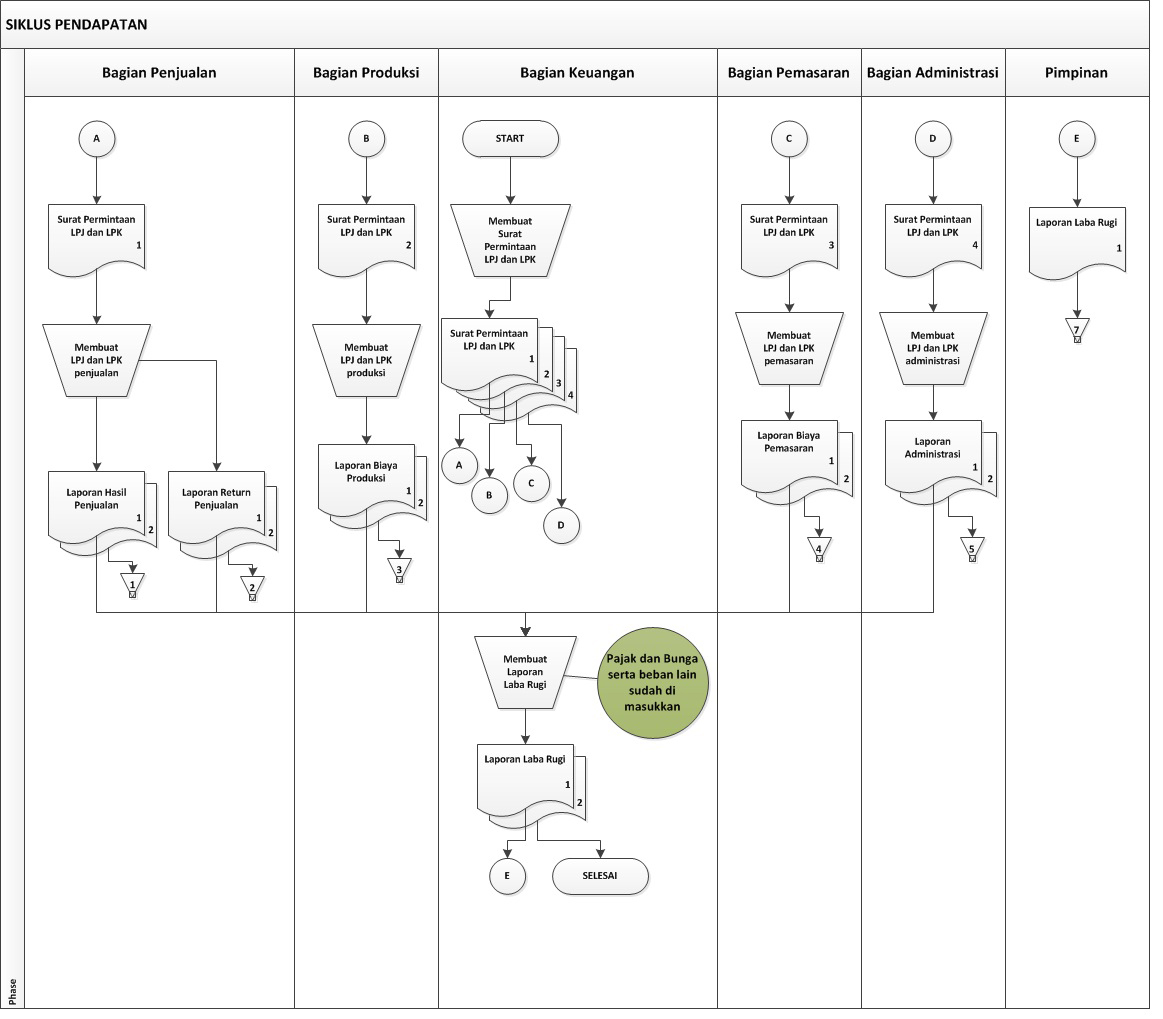 SIKLUS PENDAPATAN
Bagian Penjualan
Bagian Produksi
Bagian Keuangan
Bagian Pemasaran
Bagian Administrasi
Pimpinan
A
Surat Permintaan
LPJ dan LPK
1
Membuat
LPJ dan LPK
penjualan
Laporan Hasil
Penjualan
1
2
1
Laporan Return
Penjualan
1
2
2
B
Surat Permintaan
LPJ dan LPK
2
Membuat
LPJ dan LPK
produksi
Laporan Biaya
Produksi
1
2
3
START
Membuat
Surat
Permintaan
LPJ dan LPK
Surat Permintaan
LPJ dan LPK
1
2
3
4
A
B
C
D
Membuat
Laporan
Laba Rugi
Pajak dan Bunga
serta beban lain
sudah di
masukkan
Laporan Laba Rugi
1
2
E
SELESAI
C
Surat Permintaan
LPJ dan LPK
3
Membuat
LPJ dan LPK
pemasaran
Laporan Biaya
Pemasaran
1
2
4
D
Surat Permintaan
LPJ dan LPK
4
Membuat
LPJ dan LPK
administrasi
Laporan
Administrasi
1
2
5
E
Laporan Laba Rugi
1
7
Phase